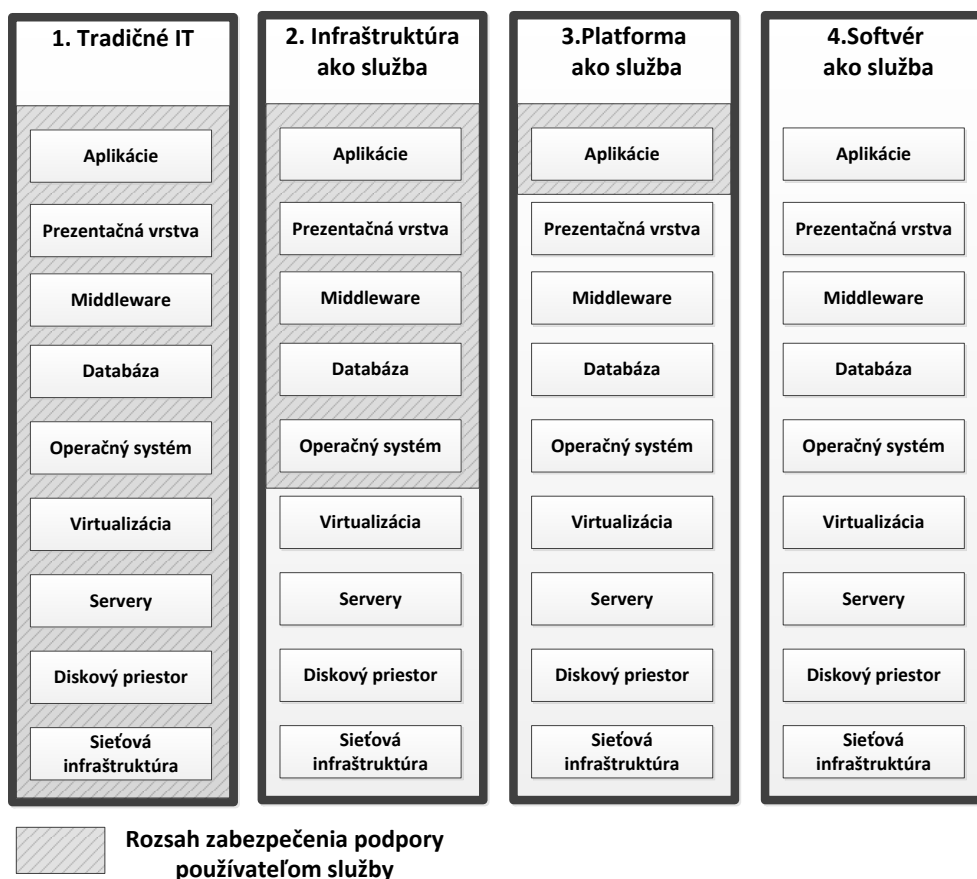 1. Tradičné IT
Aplikácie
Prezentačná vrstva
Middleware
Databáza
Operačný systém
Virtualizácia
Servery
Diskový priestor
Sieťová
infraštruktúra
2. Infraštruktúra
ako služba
Aplikácie
Prezentačná vrstva
Middleware
Databáza
Operačný systém
Virtualizácia
Servery
Diskový priestor
Sieťová
infraštruktúra
3.Platforma
ako služba
Aplikácie
Prezentačná vrstva
Middleware
Databáza
Operačný systém
Virtualizácia
Servery
Diskový priestor
Sieťová
infraštruktúra
4.Softvér
ako služba
Aplikácie
Prezentačná vrstva
Middleware
Databáza
Operačný systém
Virtualizácia
Servery
Diskový priestor
Sieťová
infraštruktúra
Rozsah zabezpečenia podpory
používateľom služby